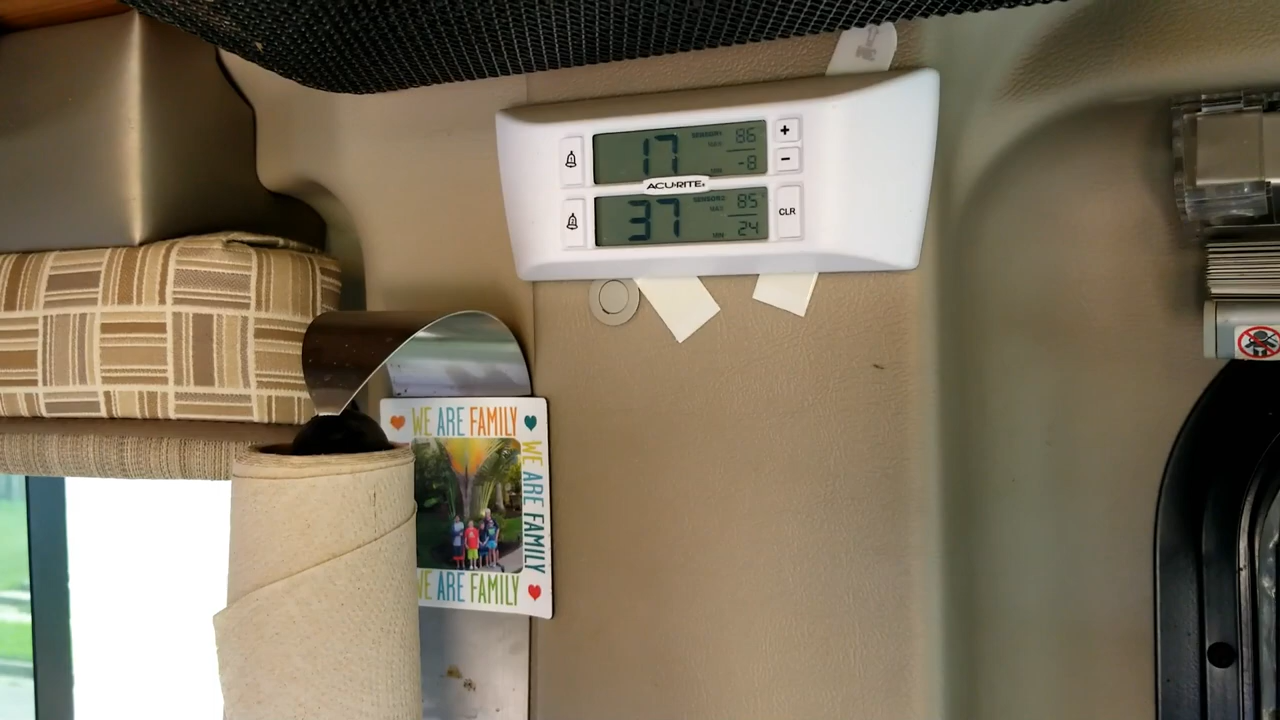 17
SENSOR1
86
-8
+
-
ACU·RITE
37
SENSOR2
MAX
85
MIN
24
CLR
WE ARE FAMILY
WE ARE FAMILY
WE ARE FAMILY